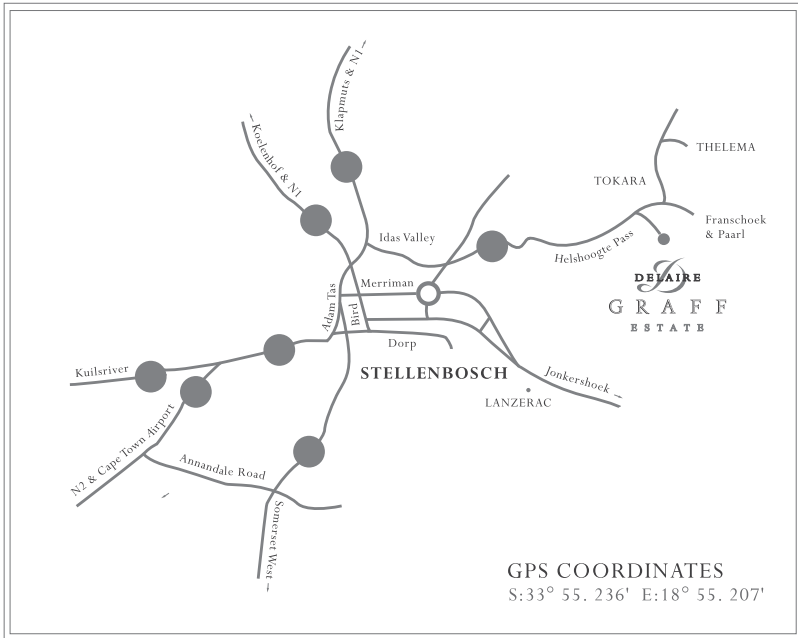 Klapmuts & N1
Koelenhof & N1
THELEMA
TOKARA
Franschoek
& Paarl
Idas Valley
Helshoogte Pass
DELAIRE
GRAFF
ESTATE
Merriman
Adam Tas
Bird
Dorp
Kuilsriver
STELLENBOSCH
Jonkershoek
LANZERAC
N2 & Cape Town Airport
Annandale Road
Somerset West
GPS COORDINATES
S:33° 55. 236' E:18° 55. 207'